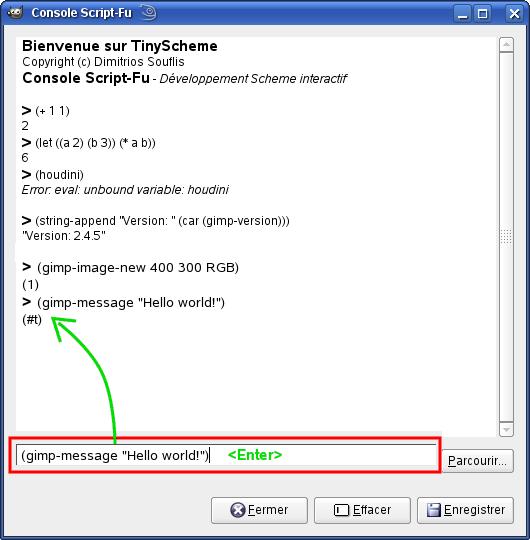 Console Script-Fu
Bienvenue sur TinyScheme
Copyright (c) Dimitrios Souflis
Console Script-Fu - Développement Scheme interactif
> (+ 1 1)
2
> (let ((a 2) (b 3)) (* a b))
6
> (houdini)
Error: eval: unbound variable: houdini
> (string-append "Version: " (car (gimp-version)))
"Version: 2.4.5"
> (gimp-image-new 400 300 RGB)
(1)
> (gimp-message "Hello world!")
(#t)
(gimp-message "Hello world!") <Enter>
Parcourir...
Fermer Effacer Enregistrer